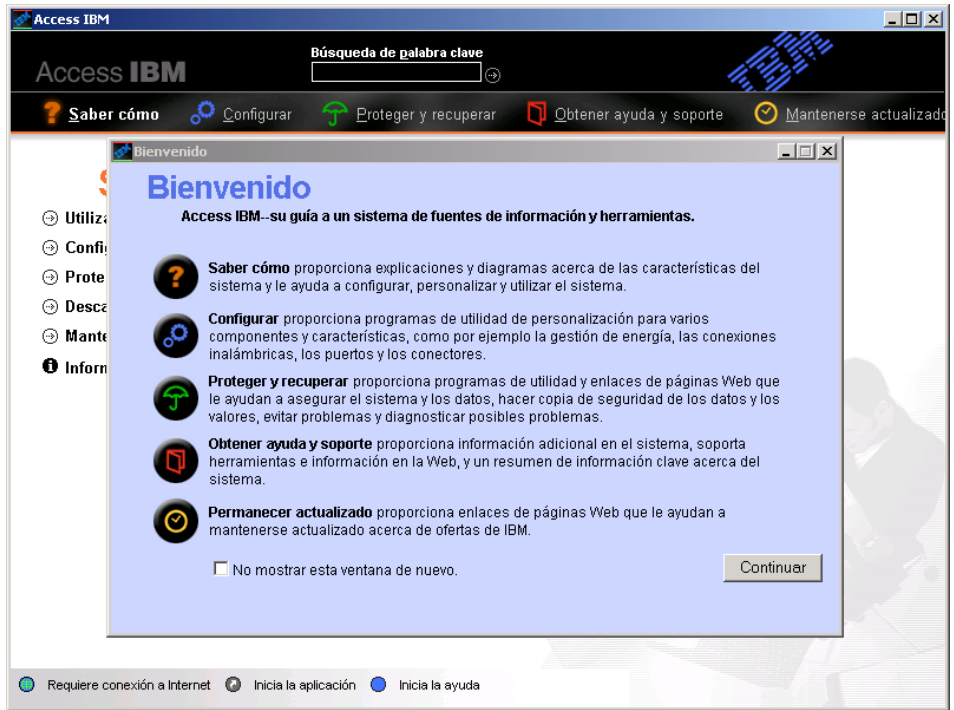 Access IBM
Búsqueda de palabra clave
Access IBM
IBM
Saber cómo
Configurar
Proteger y recuperar
Obtener ayuda y soporte
Mantenerse actualizado
Bienvenido
Bienvenido
Access IBM--su guía a un sistema de fuentes de información y herramientas.
Saber cómo proporciona explicaciones y diagramas acerca de las características del
sistema y le ayuda a configurar, personalizar y utilizar el sistema.
Configurar proporciona programas de utilidad de personalización para varios
componentes y características, como por ejemplo la gestión de energía, las conexiones
inalámbricas, los puertos y los conectores.
Proteger y recuperar proporciona programas de utilidad y enlaces de páginas Web que
le ayudan a asegurar el sistema y los datos, hacer copia de seguridad de los datos y los
valores, evitar problemas y diagnosticar posibles problemas.
Obtener ayuda y soporte proporciona información adicional en el sistema, soporta
herramientas e información en la Web, y un resumen de información clave acerca del
sistema.
Permanecer actualizado proporciona enlaces de páginas Web que le ayudan a
mantenerse actualizado acerca de ofertas de IBM.
No mostrar esta ventana de nuevo.
Continuar
Requiere conexión a Internet
Inicia la aplicación
Inicia la ayuda